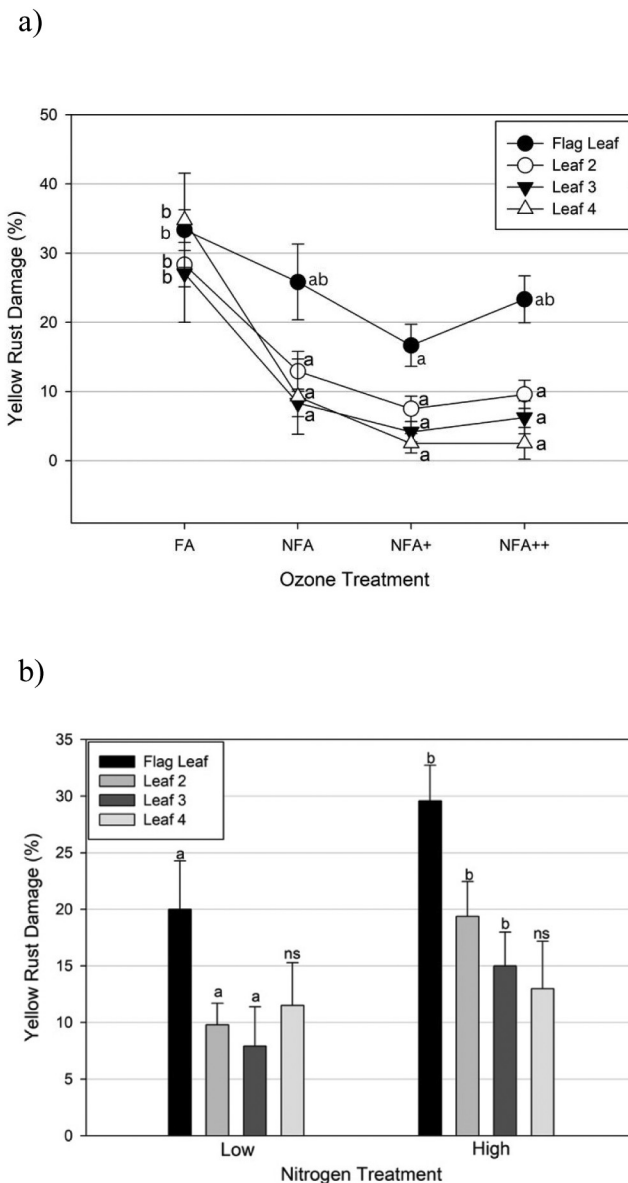 a)
50
40
30
20
10
0
Yellow Rust Damage (%)
Flag Leaf
Leaf 2
Leaf 3
Leaf 4
b
b
b
b
ab
a
a
a
a
a
a
a
ab
a
a
a
FA
NFA
NFA+
NFA++
Ozone Treatment
b)
35
30
25
20
15
10
5
0
Yellow Rust Damage (%)
Flag Leaf
Leaf 2
Leaf 3
Leaf 4
a
a
a
ns
b
b
b
ns
Low
High
Nitrogen Treatment